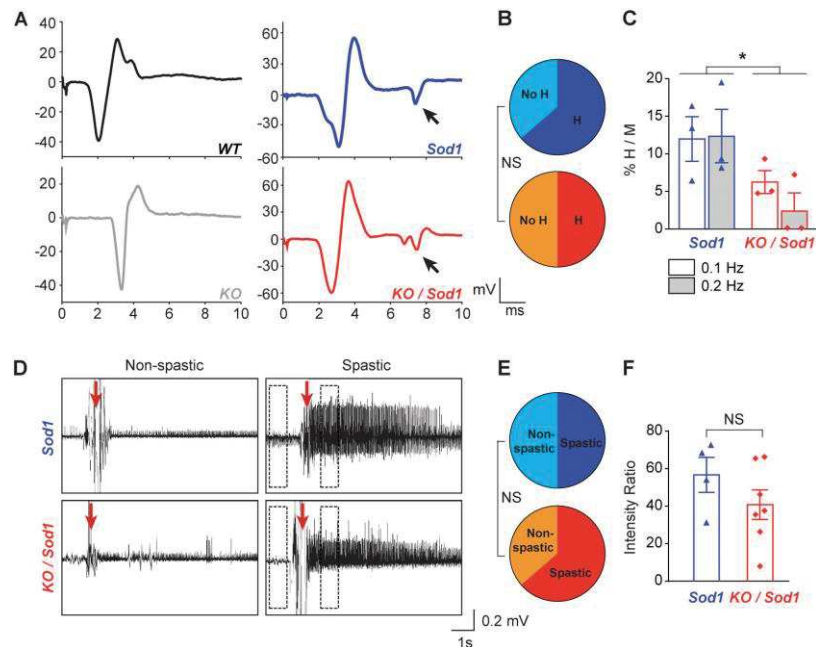 A
40
20
0
-20
-40
WT
60
30
0
-30
-60
Sod1
20
0
-20
-40
KO
0 2 4 6 8 10
60
30
0
-30
-60
KO / Sod1
0 2 4 6 8 10
B
No H
H
NS
No H
H
mV
ms
C
*
% H / M
20
15
10
5
0
Sod1 KO / Sod1
0.1 Hz
0.2 Hz
D
Non-spastic Spastic
Sod1
KO / Sod1
0.2 mV
1s
E
Non-
spastic
Spastic
NS
Non-
spastic
Spastic
F
NS
Intensity Ratio
80
60
40
20
0
Sod1 KO / Sod1